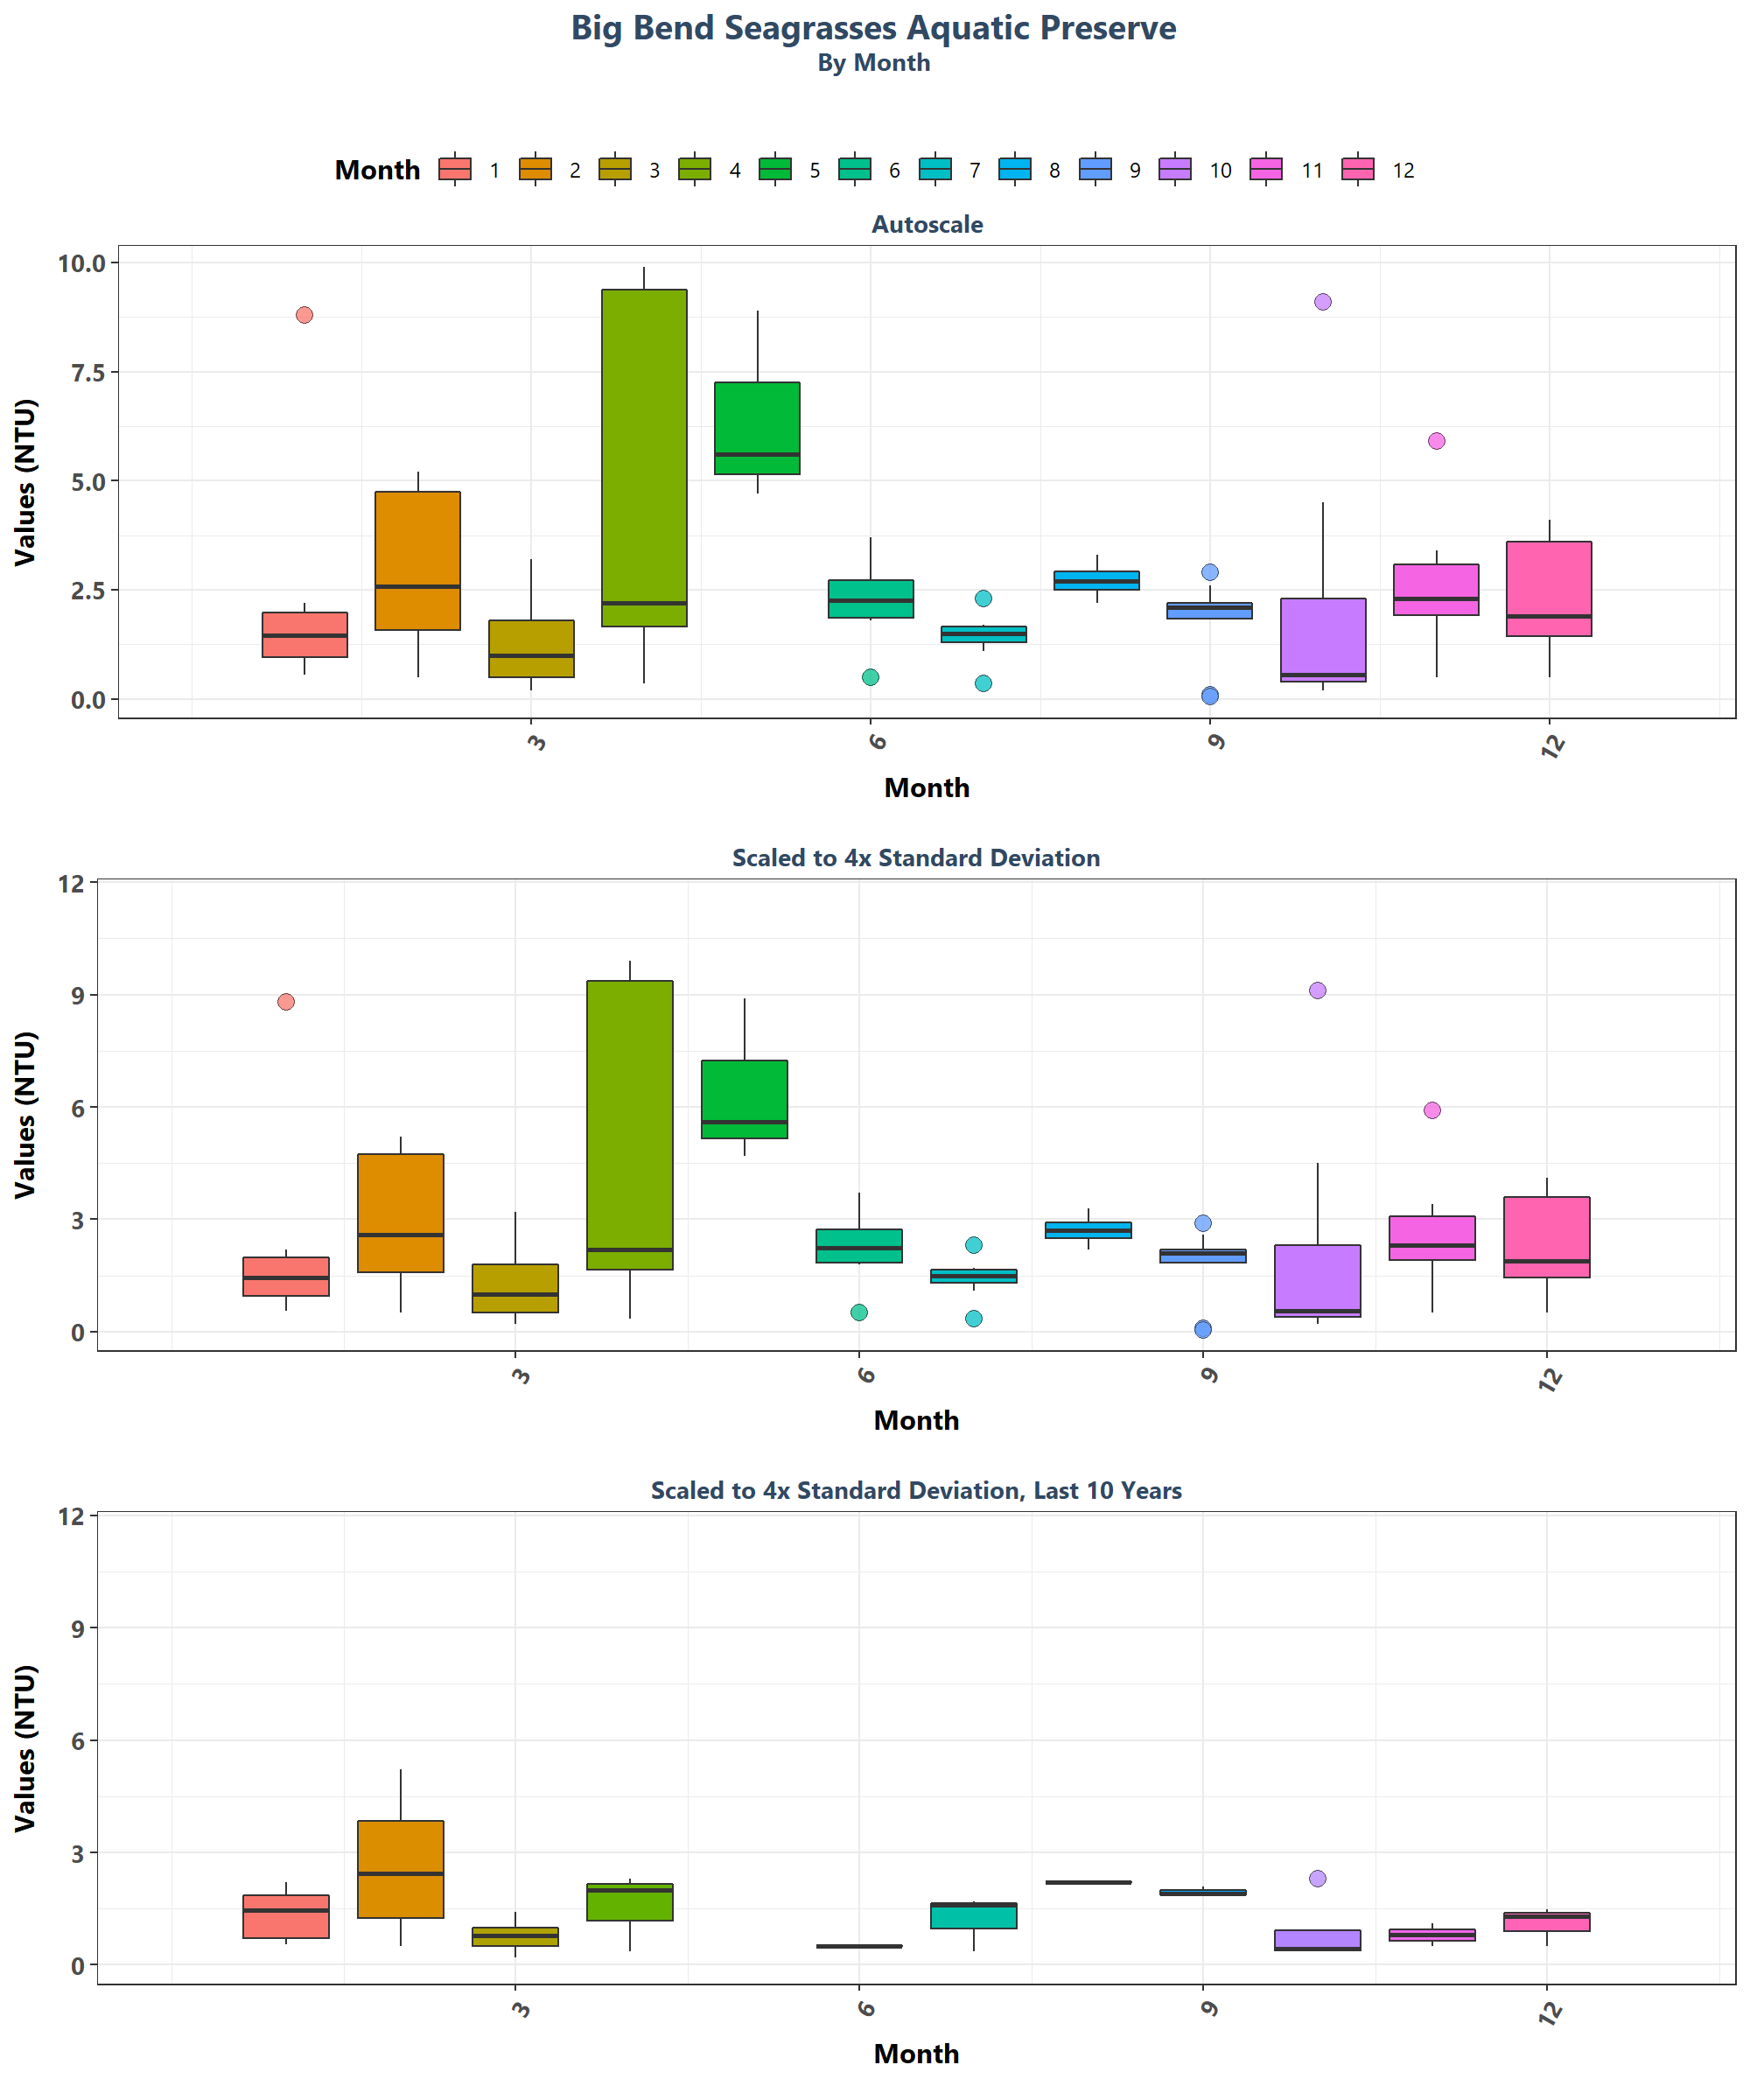 Big Bend Seagrasses Aquatic Preserve
By Month
Month 1 2 3 4 5 6 7 8 9 10 11 12
Autoscale
Values (NTU)
10.0
7.5
5.0
2.5
0.0
3 6 9 12
Month
Scaled to 4x Standard Deviation
Values (NTU)
12
9
6
3
0
3 6 9 12
Month
Scaled to 4x Standard Deviation, Last 10 Years
Values (NTU)
12
9
6
3
0
3 6 9 12
Month